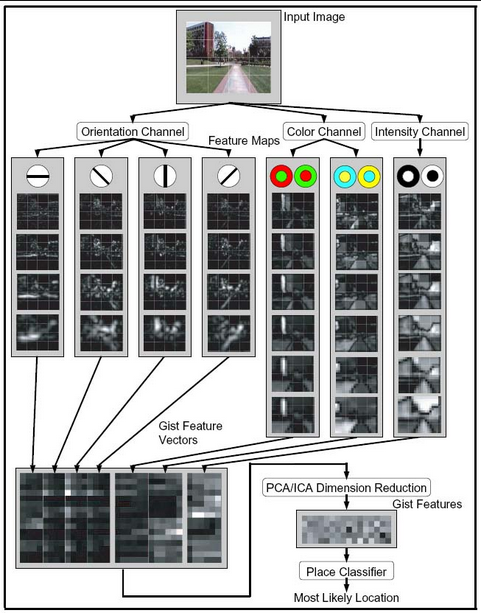 Input Image
Orientation Channel
Feature Maps
Color Channel
Intensity Channel
Gist Feature
Vectors
PCA/ICA Dimension Reduction
Gist Features
Place Classifier
Most Likely Location